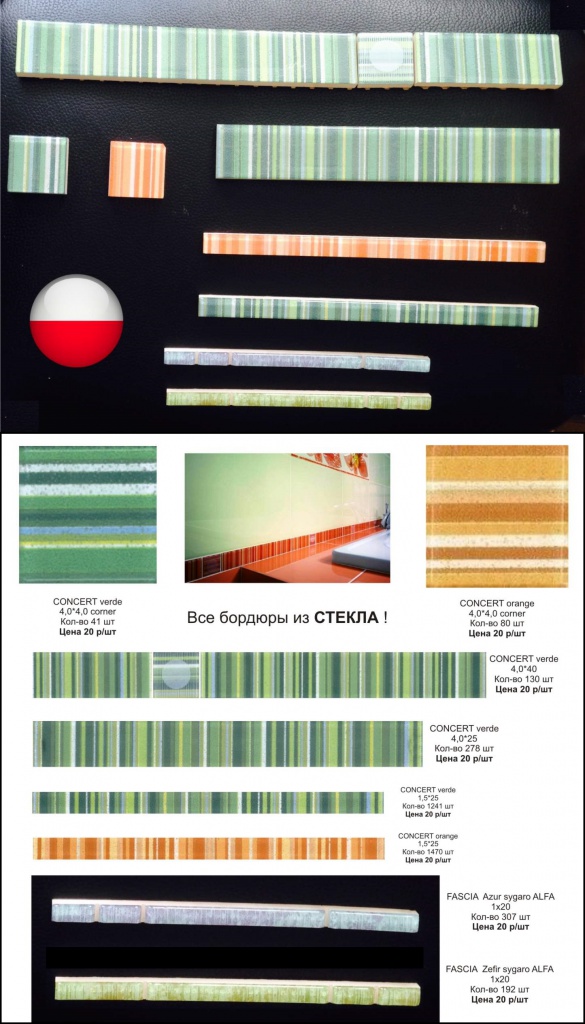 CONCERT verde
4,0*4,0 corner
Кол-во 41 шт
Цена 20 р/шт
Все бордюры из СТЕКЛА !
CONCERT orange
4,0*4,0 corner
Кол-во 80 шт
Цена 20 р/шт
CONCERT verde
4,0*40
Кол-во 130 шт
Цена 20 р/шт
CONCERT verde
4,0*25
Кол-во 278 шт
Цена 20 р/шт
CONCERT verde
1,5*25
Кол-во 1241 шт
Цена 20 р/шт
CONCERT orange
1,5*25
Кол-во 1470 шт
Цена 20 р/шт
FASCIA Azur sygaro ALFA
1x20
Кол-во 307 шт
Цена 20 р/шт
FASCIA Zefir sygaro ALFA
1x20
Кол-во 192 шт
Цена 20 р/шт